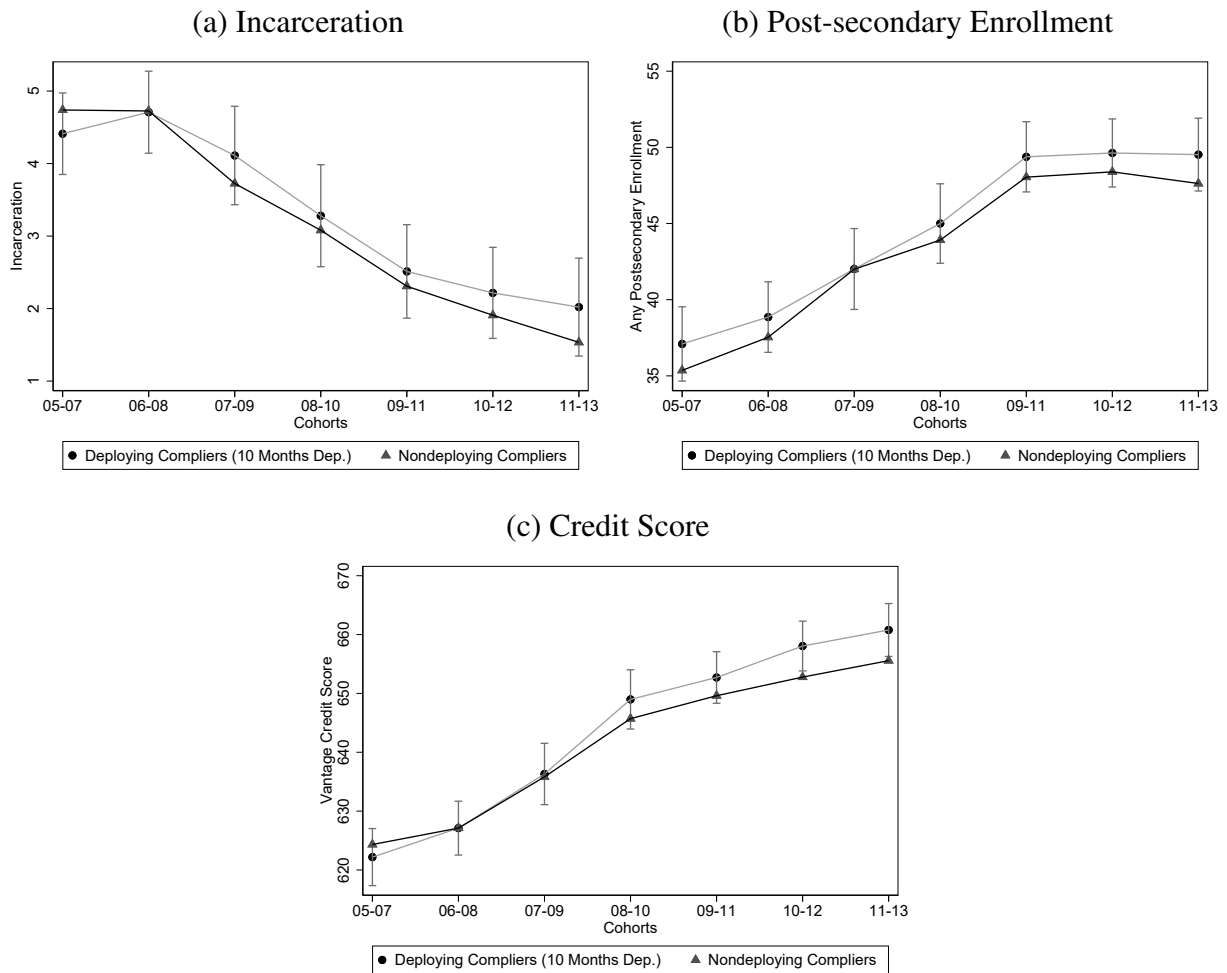 (a) Incarceration
Incarceration
5
4
3
2
1
05-07 06-08 07-09 08-10 09-11 10-12 11-13
Cohorts
Deploying Compliers (10 Months Dep.) Nondeploying Compliers
(b) Post-secondary Enrollment
Any Postsecondary Enrollment
55
50
45
40
35
05-07 06-08 07-09 08-10 09-11 10-12 11-13
Cohorts
Deploying Compliers (10 Months Dep.) Nondeploying Compliers
(c) Credit Score
Vantage Credit Score
670
660
650
640
630
620
05-07 06-08 07-09 08-10 09-11 10-12 11-13
Cohorts
Deploying Compliers (10 Months Dep.) Nondeploying Compliers